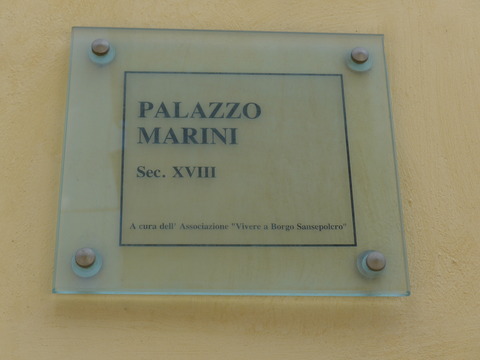 PALAZZO
MARINI
Sec. XVIII
A cura dell' Associazione "Vivere a Borgo Sansepolcro"